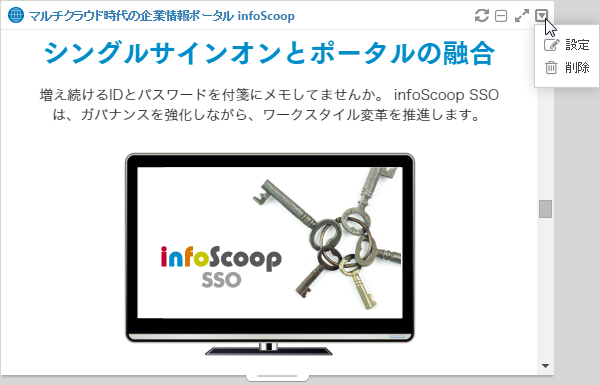 マルチクラウド時代の企業情報ポータル infoScoop
設定
削除
シングルサインオンとポータルの融合
増え続けるIDとパスワードを付箋にメモしてませんか。 infoScoop SSO
は、ガバナンスを強化しながら、ワークスタイル変革を推進します。
infoScoop
SSO